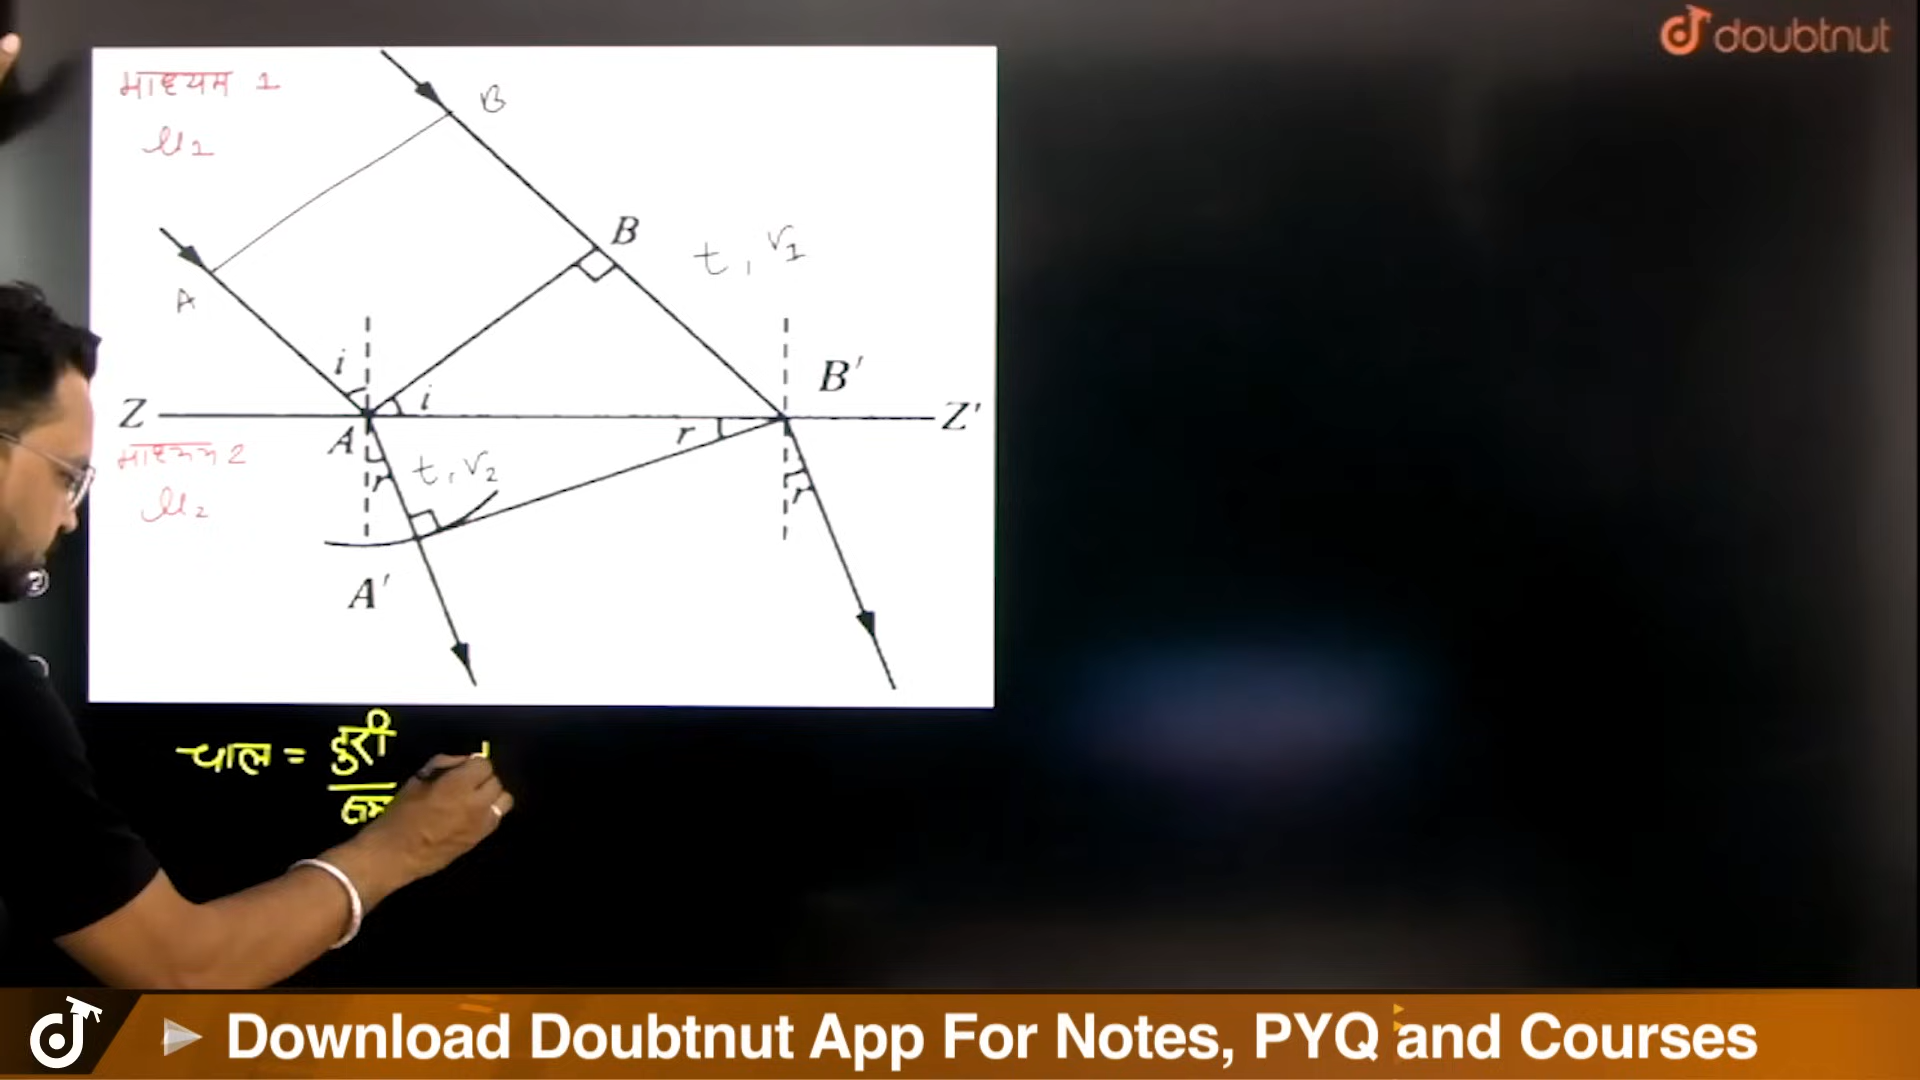 doubtnut
माध्यम 1
μ1
B
A
B
t, v1
i
i
Z
A
B'
Z'
माध्यम 2
μ2
r
t, v2
r
r
A'
चाल = दुरी
Download Doubtnut App For Notes, PYQ and Courses